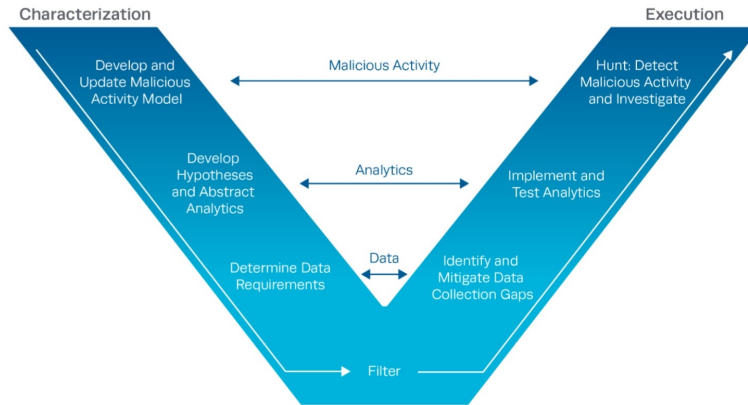 Characterization
Execution
Develop and
Update Malicious
Activity Model
Malicious Activity
Hunt: Detect
Malicious Activity
and Investigate
Develop
Hypotheses
and Abstract
Analytics
Analytics
Implement and
Test Analytics
Determine Data
Requirements
Data
Identify and
Mitigate Data
Collection Gaps
Filter